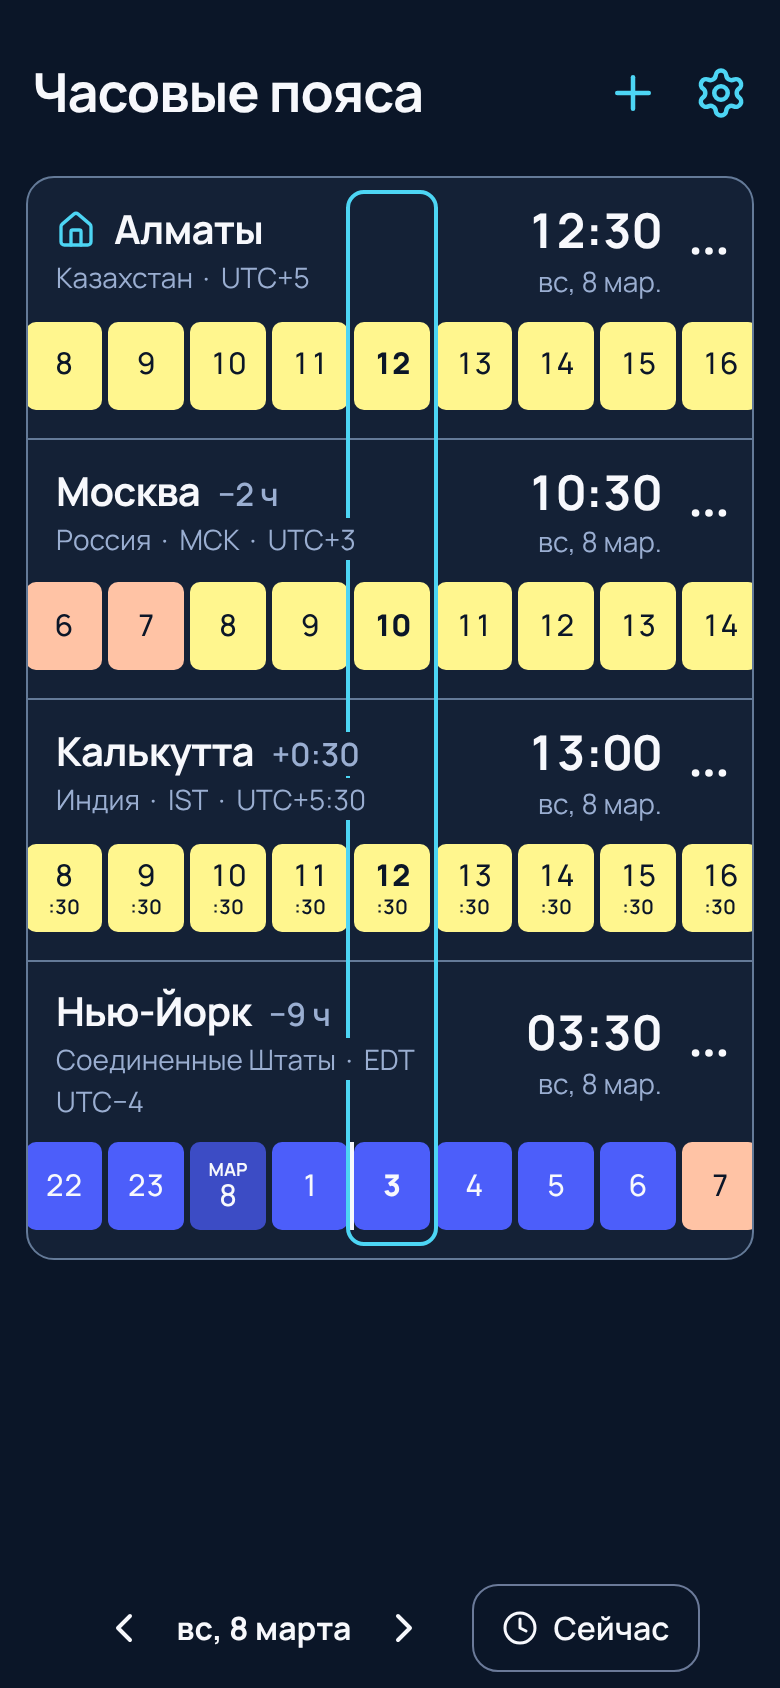 Часовые пояса
Алматы
12:30
...
Казахстан · UTC+5
вс, 8 мар.
8 9 10 11 12 13 14 15 16
Москва −2 ч
10:30
...
Россия · МСК · UTC+3
вс, 8 мар.
6 7 8 9 10 11 12 13 14
Калькутта +0:30
13:00
...
Индия · IST · UTC+5:30
вс, 8 мар.
8 9 10 11 12 13 14 15 16
:30 :30 :30 :30 :30 :30 :30 :30 :30
Нью-Йорк −9 ч
03:30
...
Соединенные Штаты · EDT
UTC−4
вс, 8 мар.
22 23 МАР 8 1 3 4 5 6 7
вс, 8 марта
Сейчас